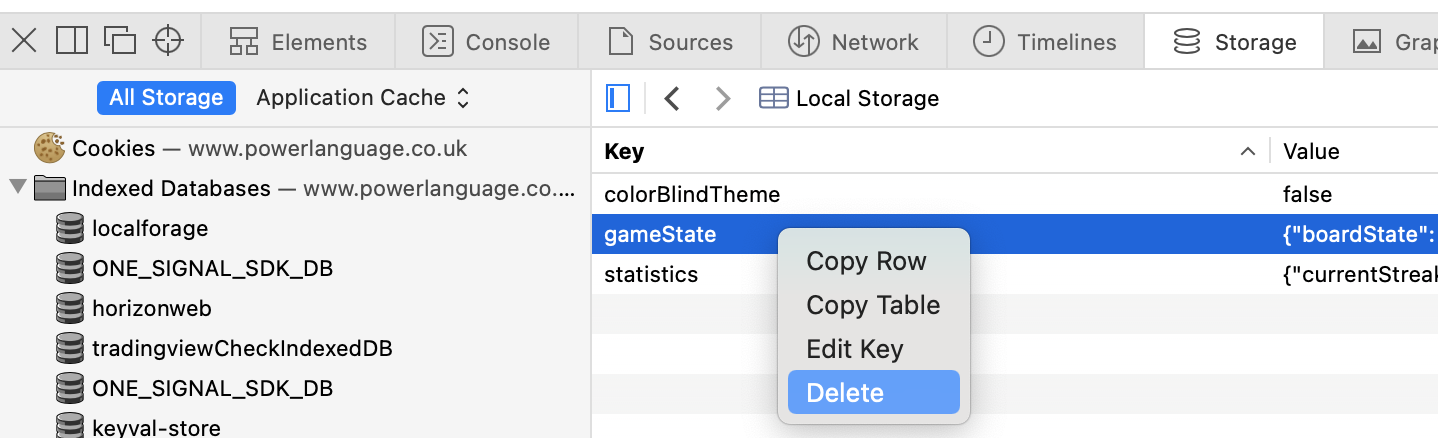 Elements Console Sources Network Timelines Storage Grap
All Storage Application Cache Local Storage
Cookies — www.powerlanguage.co.uk
Indexed Databases — www.powerlanguage.co....
localforage
ONE_SIGNAL_SDK_DB
horizonweb
tradingviewCheckIndexedDB
ONE_SIGNAL_SDK_DB
keyval-store
Key Value
colorBlindTheme false
gameState {"boardState":
statistics {"currentStreak
Copy Row
Copy Table
Edit Key
Delete